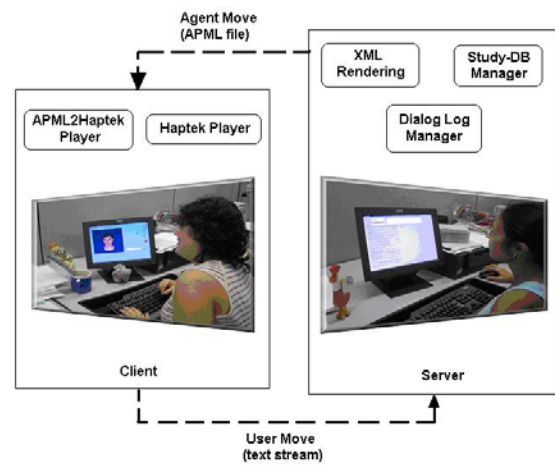 Agent Move
(APML file)
XML
Rendering
Study-DB
Manager
APML2Haptek
Player
Haptek Player
Dialog Log
Manager
Client
Server
User Move
(text stream)